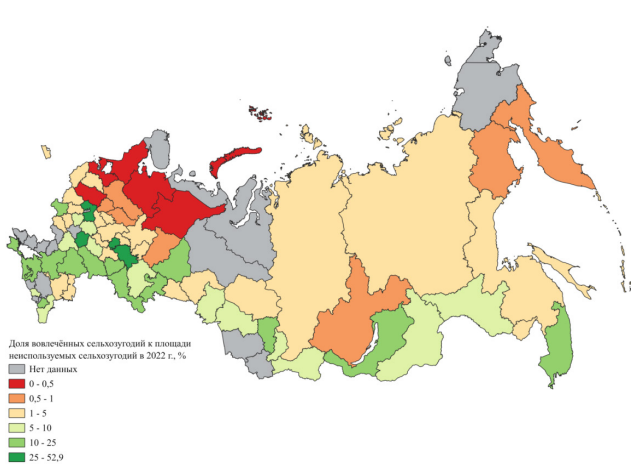 Доля вовлечённых сельхозугодий к площади
неиспользуемых сельхозугодий в 2022 г., %
Нет данных
0 - 0,5
0,5 - 1
1 - 5
5 - 10
10 - 25
25 - 52,9